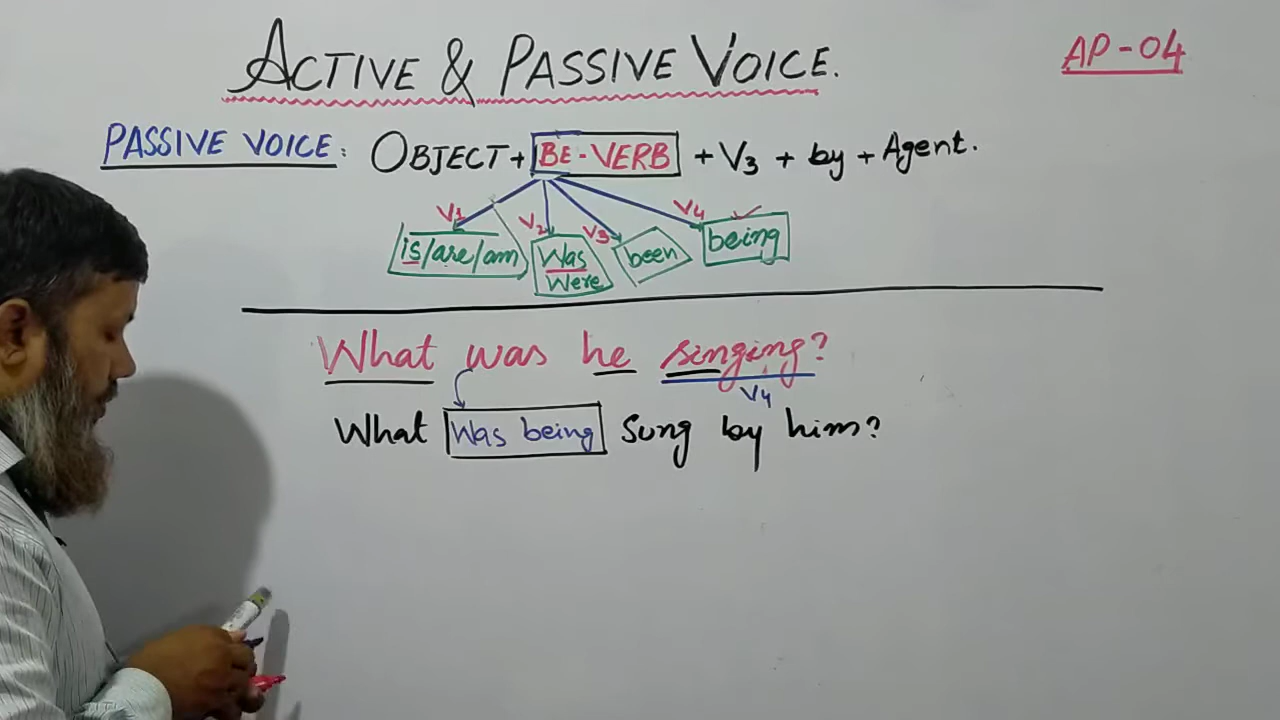 ACTIVE & PASSIVE VOICE.
AP-04
PASSIVE VOICE: OBJECT + BE-VERB + V3 + by + Agent.
V1 V2 V3 V4
is/are/am Was Were been being
What was he singing?
V4
What Was being Sung by him?